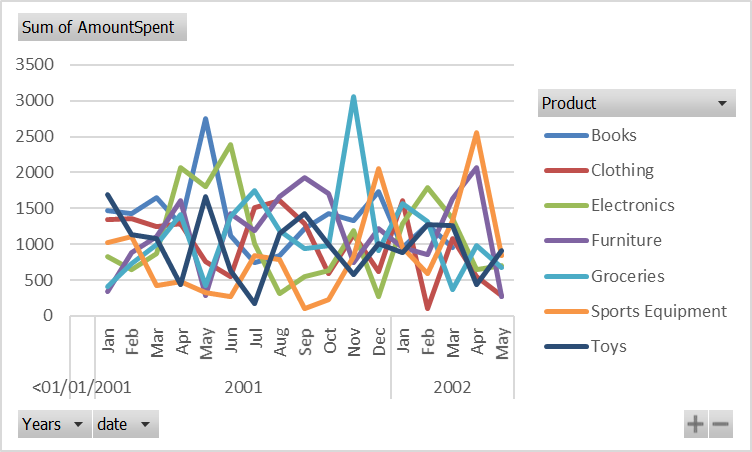 Sum of AmountSpent
3500
3000
2500
2000
1500
1000
500
0
Jan Feb Mar Apr May Jun Jul Aug Sep Oct Nov Dec Jan Feb Mar Apr May
<01/01/2001 2001 2002
Product
Books
Clothing
Electronics
Furniture
Groceries
Sports Equipment
Toys
Years date